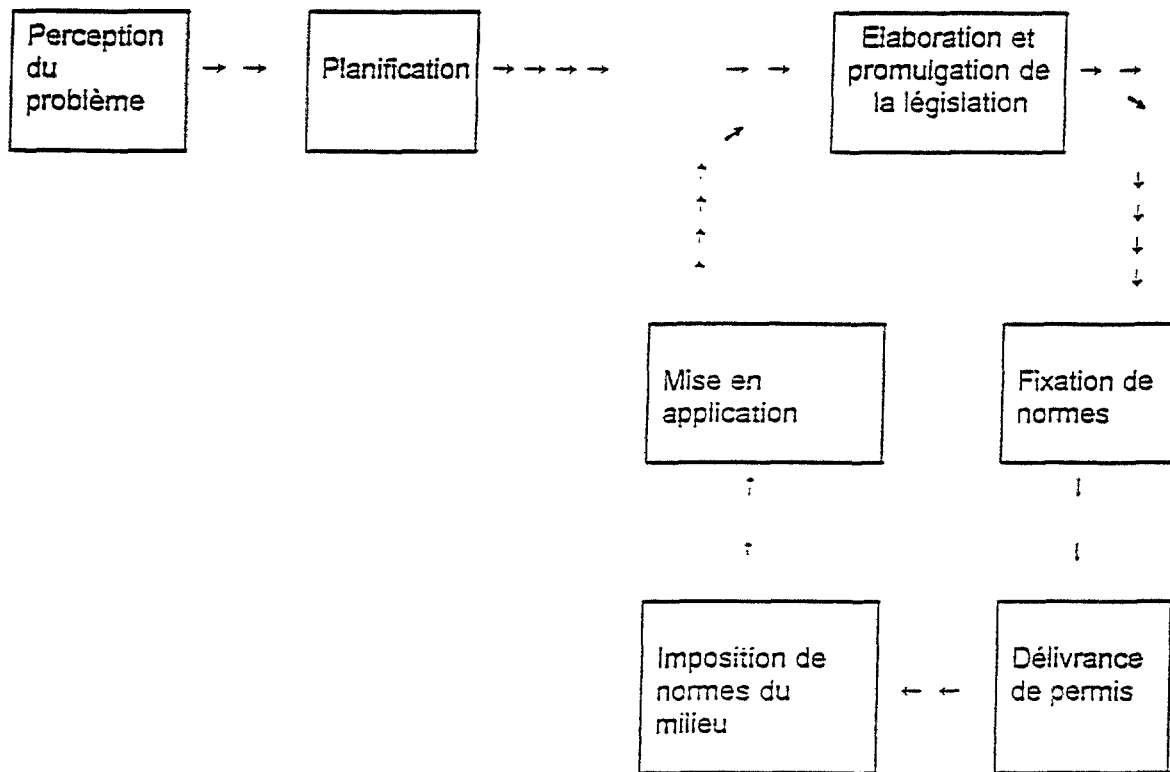 Perception
du
problème
Planification
Elaboration et
promulgation de
la législation
Mise en
application
Fixation de
normes
Imposition de
normes du
milieu
Délivrance
de permis